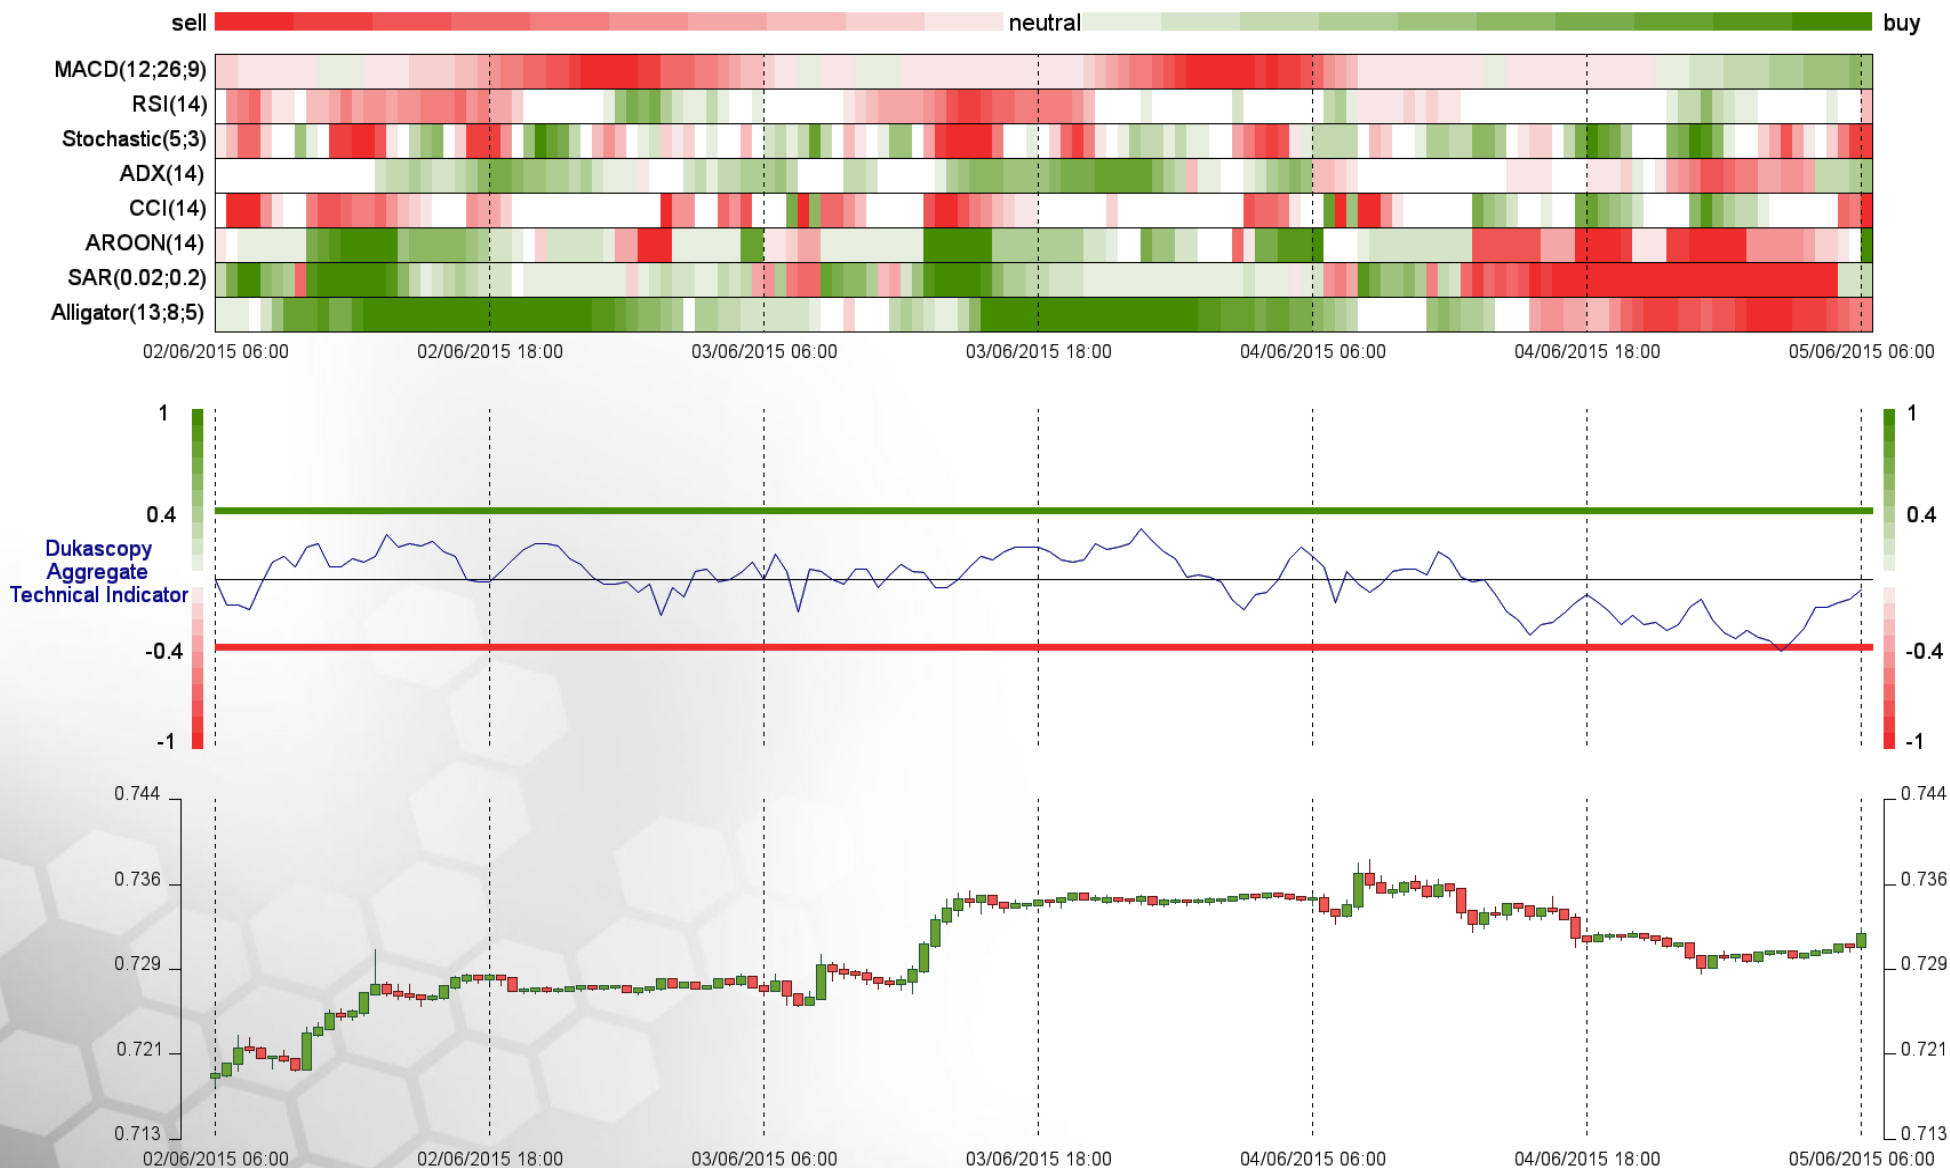 sell neutral buy
MACD(12;26;9)
RSI(14)
Stochastic(5;3)
ADX(14)
CCI(14)
AROON(14)
SAR(0.02;0.2)
Alligator(13;8;5)
02/06/2015 06:00 02/06/2015 18:00 03/06/2015 06:00 03/06/2015 18:00 04/06/2015 06:00 04/06/2015 18:00 05/06/2015 06:00
1 1
0.4 0.4
Dukascopy
Aggregate
Technical Indicator
-0.4 -0.4
-1 -1
0.744 0.744
0.736 0.736
0.729 0.729
0.721 0.721
0.713 0.713
02/06/2015 06:00 02/06/2015 18:00 03/06/2015 06:00 03/06/2015 18:00 04/06/2015 06:00 04/06/2015 18:00 05/06/2015 06:00